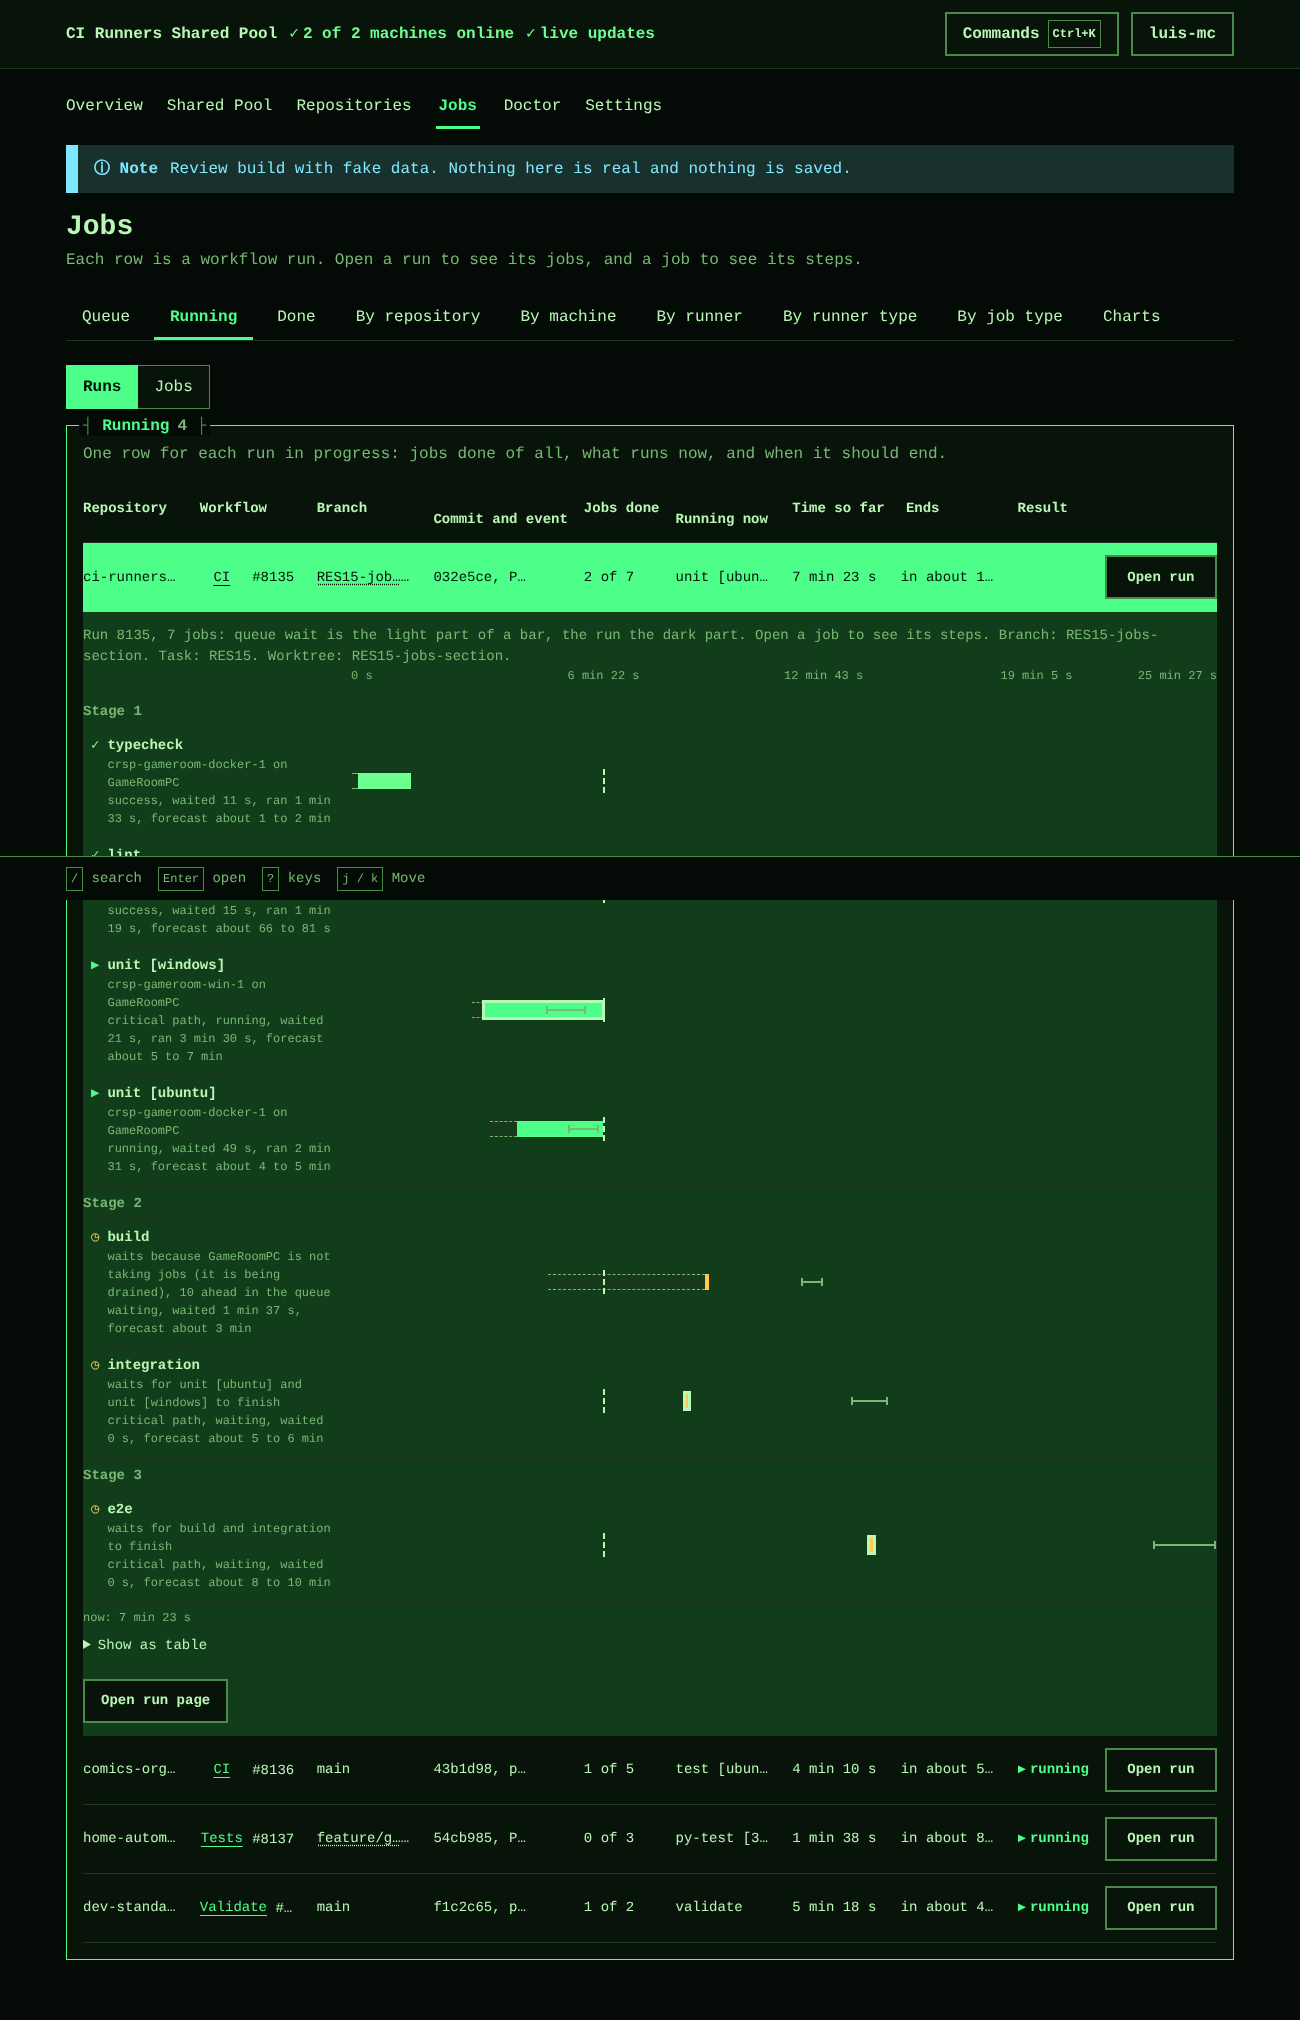 CI Runners Shared Pool ✓ 2 of 2 machines online ✓ live updates Commands Ctrl+K luis-mc
Overview Shared Pool Repositories Jobs Doctor Settings
ⓘ Note Review build with fake data. Nothing here is real and nothing is saved.
Jobs
Each row is a workflow run. Open a run to see its jobs, and a job to see its steps.
Queue Running Done By repository By machine By runner By runner type By job type Charts
Runs Jobs
┤ Running 4 ├
One row for each run in progress: jobs done of all, what runs now, and when it should end.
Repository Workflow Branch Commit and event Jobs done Running now Time so far Ends Result
ci-runners… CI #8135 RES15-job…… 032e5ce, P… 2 of 7 unit [ubun… 7 min 23 s in about 1… Open run
Run 8135, 7 jobs: queue wait is the light part of a bar, the run the dark part. Open a job to see its steps. Branch: RES15-jobs-
section. Task: RES15. Worktree: RES15-jobs-section.
0 s 6 min 22 s 12 min 43 s 19 min 5 s 25 min 27 s
Stage 1
✓ typecheck
crsp-gameroom-docker-1 on
GameRoomPC
success, waited 11 s, ran 1 min
33 s, forecast about 1 to 2 min
✓ lint
/ search Enter open ? keys j / k Move
success, waited 15 s, ran 1 min
19 s, forecast about 66 to 81 s
▶ unit [windows]
crsp-gameroom-win-1 on
GameRoomPC
critical path, running, waited
21 s, ran 3 min 30 s, forecast
about 5 to 7 min
▶ unit [ubuntu]
crsp-gameroom-docker-1 on
GameRoomPC
running, waited 49 s, ran 2 min
31 s, forecast about 4 to 5 min
Stage 2
◷ build
waits because GameRoomPC is not
taking jobs (it is being
drained), 10 ahead in the queue
waiting, waited 1 min 37 s,
forecast about 3 min
◷ integration
waits for unit [ubuntu] and
unit [windows] to finish
critical path, waiting, waited
0 s, forecast about 5 to 6 min
Stage 3
◷ e2e
waits for build and integration
to finish
critical path, waiting, waited
0 s, forecast about 8 to 10 min
now: 7 min 23 s
▶ Show as table
Open run page
comics-org… CI #8136 main 43b1d98, p… 1 of 5 test [ubun… 4 min 10 s in about 5… ▶ running Open run
home-autom… Tests #8137 feature/g…… 54cb985, P… 0 of 3 py-test [3… 1 min 38 s in about 8… ▶ running Open run
dev-standa… Validate #… main f1c2c65, p… 1 of 2 validate 5 min 18 s in about 4… ▶ running Open run